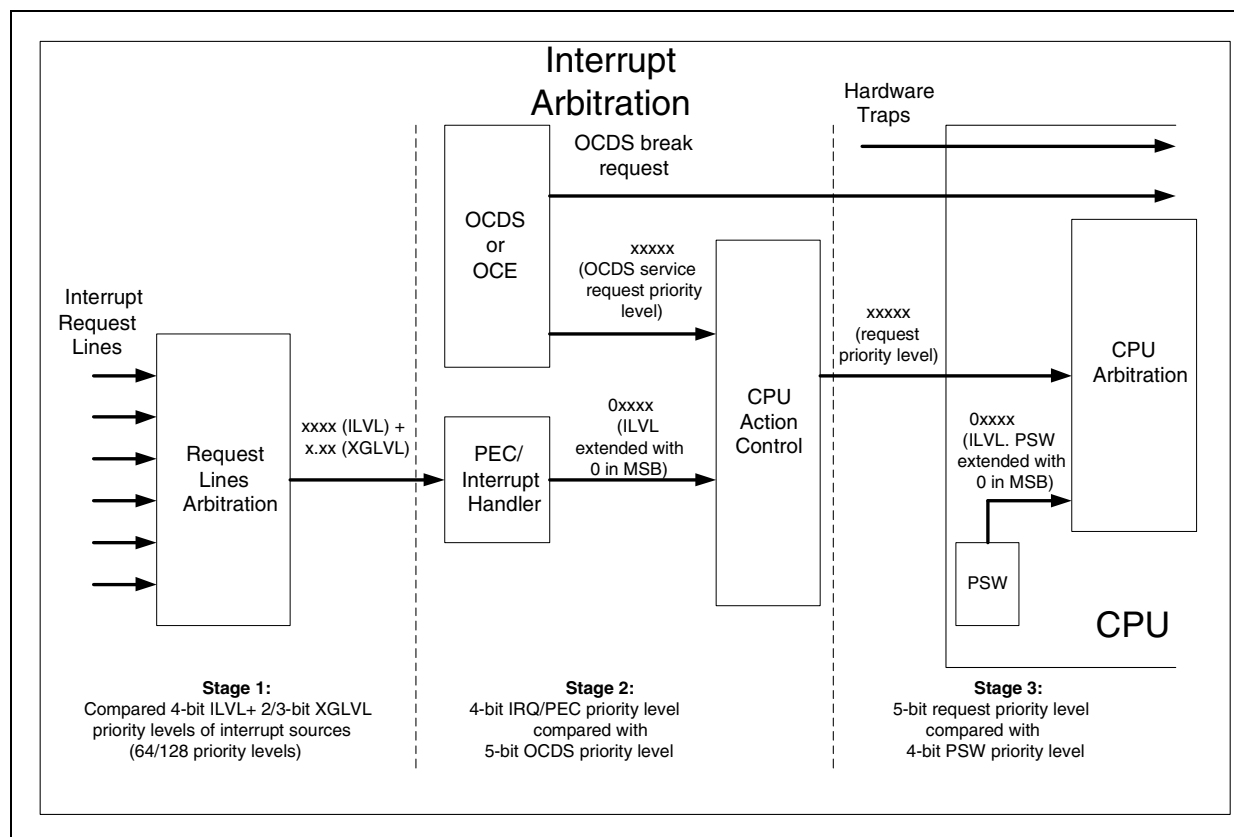 Interrupt
Arbitration
Hardware
Traps
OCDS break
request
OCDS
or
OCE
xxxxx
(OCDS service
request priority
level)
Interrupt
Request
Lines
xxxxx
(request
priority level)
CPU
Arbitration
Request
Lines
Arbitration
xxxx (ILVL) +
x.xx (XGLVL)
PEC/
Interrupt
Handler
0xxxx
(ILVL
extended with
0 in MSB)
CPU
Action
Control
0xxxx
(ILVL. PSW
extended with
0 in MSB)
PSW
CPU
Stage 1:
Compared 4-bit ILVL+ 2/3-bit XGLVL
priority levels of interrupt sources
(64/128 priority levels)
Stage 2:
4-bit IRQ/PEC priority level
compared with
5-bit OCDS priority level
Stage 3:
5-bit request priority level
compared with
4-bit PSW priority level